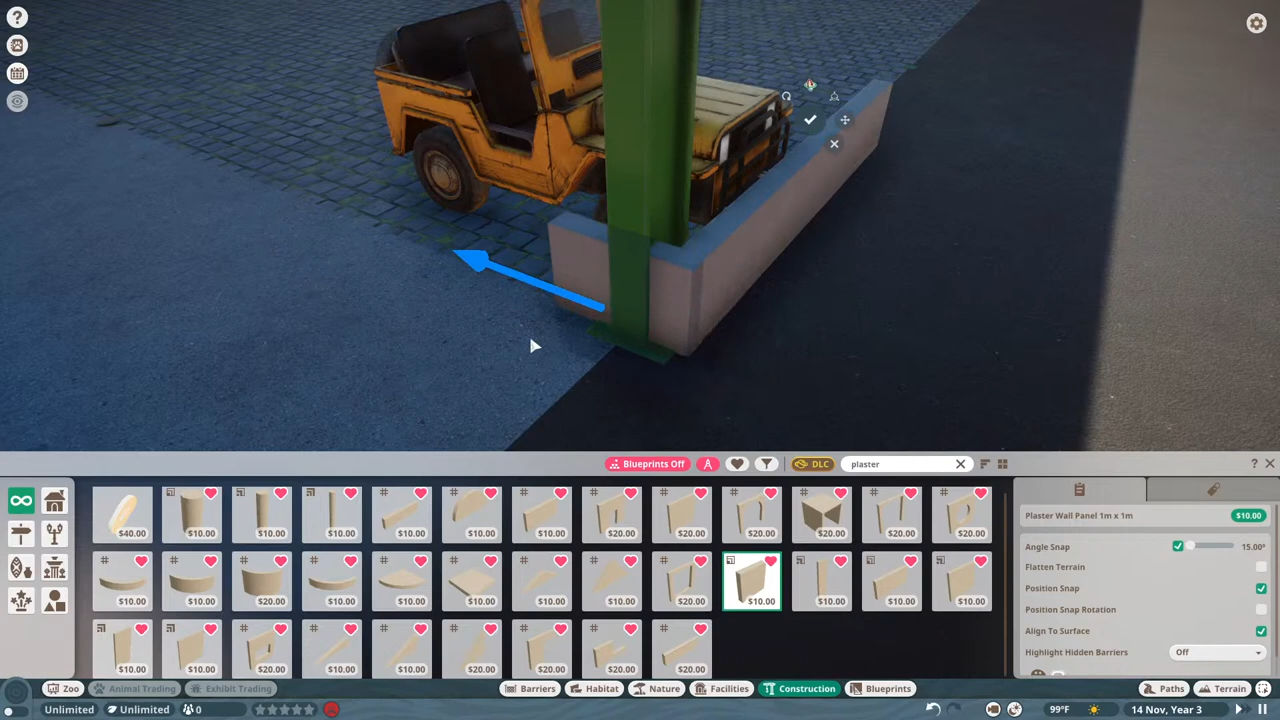 ?
Blueprints Off
DLC
plaster
?
$40.00 $10.00 $10.00 $10.00 $10.00 $10.00 $10.00 $20.00 $20.00 $20.00 $20.00 $20.00 $10.00
$10.00 $10.00 $20.00 $10.00 $10.00 $10.00 $10.00 $10.00 $20.00 $10.00 $10.00 $10.00 $10.00
$10.00 $10.00 $20.00 $10.00 $10.00 $20.00 $20.00 $20.00 $20.00
Plaster Wall Panel 1m x 1m $10.00
Angle Snap 15.00°
Flatten Terrain
Position Snap
Position Snap Rotation
Align To Surface
Highlight Hidden Barriers Off
Zoo Animal Trading Exhibit Trading Barriers Habitat Nature Facilities Construction Blueprints Paths Terrain
Unlimited Unlimited 0 99°F 14 Nov, Year 3